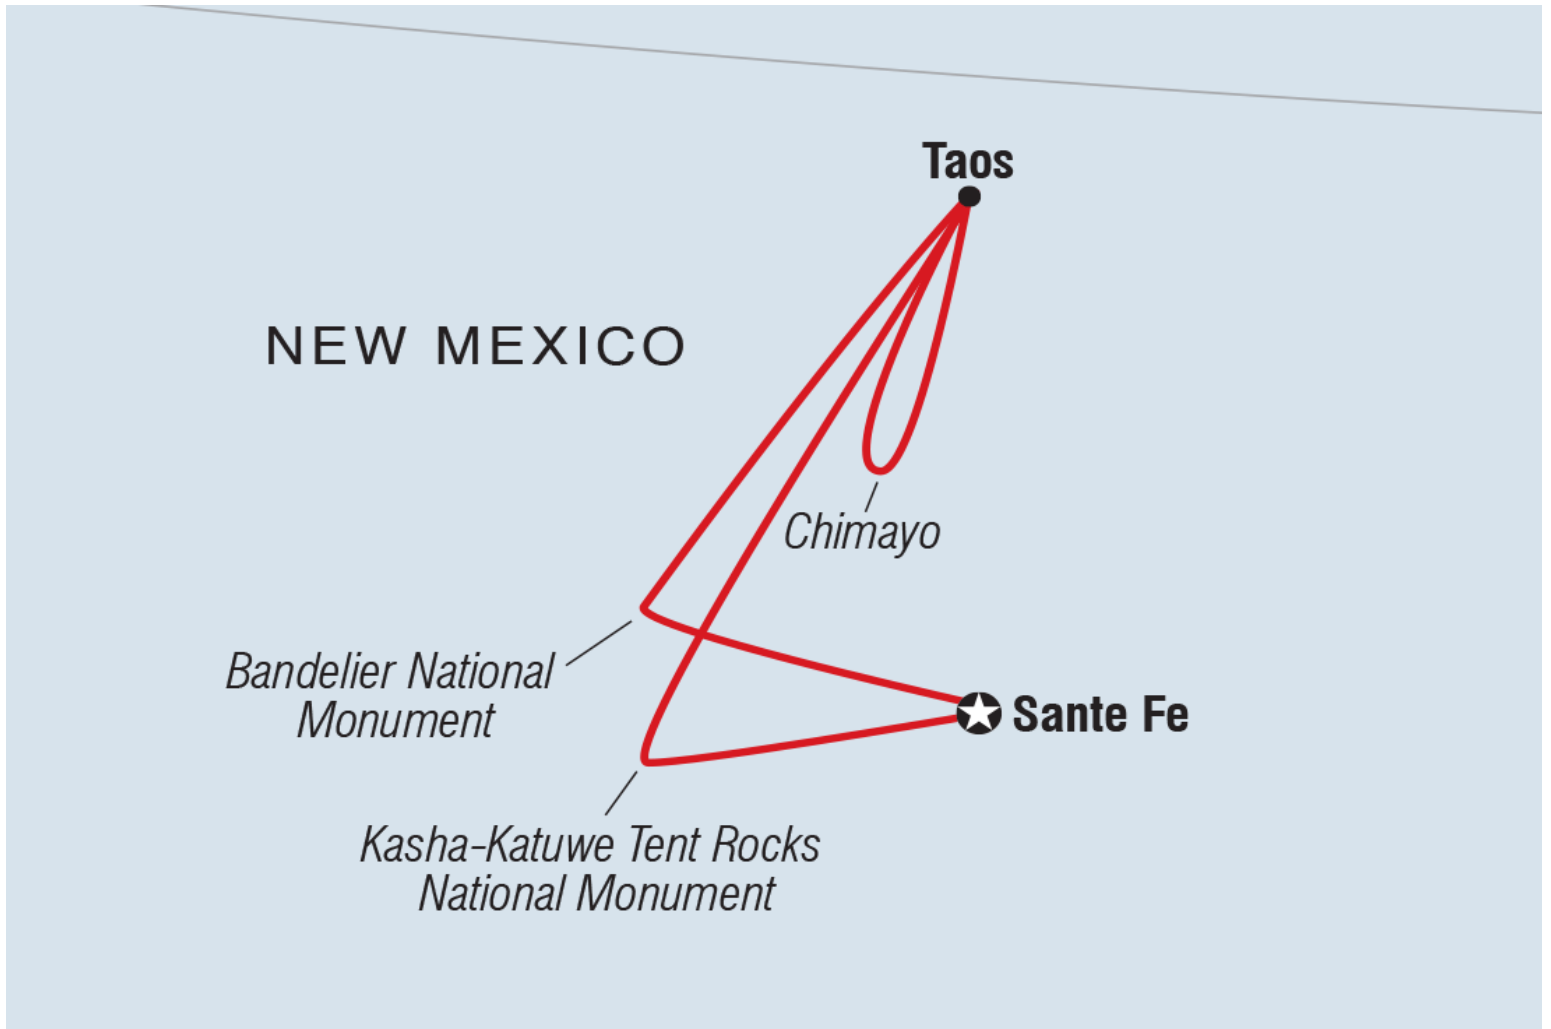 Taos
NEW MEXICO
Chimayo
Bandelier National
Monument
Sante Fe
Kasha-Katuwe Tent Rocks
National Monument